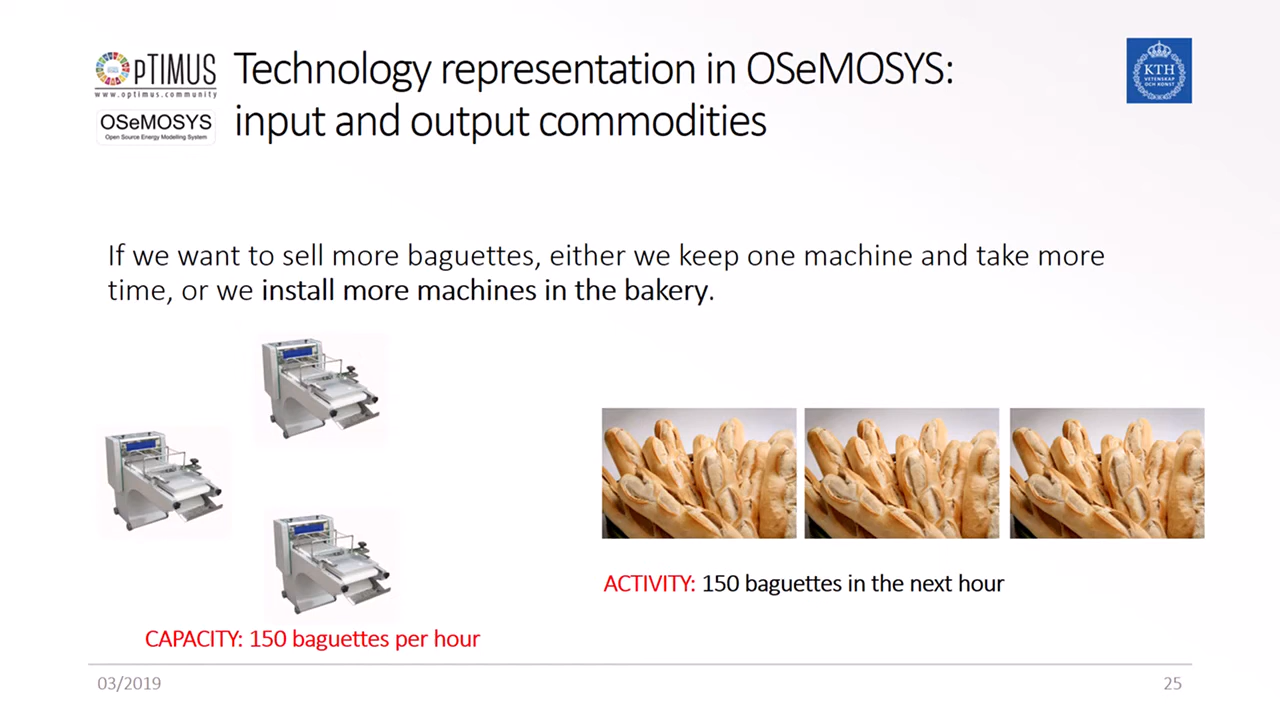 OpTIMUS
www.optimus.community
OSeMOSYS
Open Source Energy Modelling System
Technology representation in OSeMOSYS:
input and output commodities
KTH
VETENSKAP
OCH KONST
If we want to sell more baguettes, either we keep one machine and take more
time, or we install more machines in the bakery.
ACTIVITY: 150 baguettes in the next hour
CAPACITY: 150 baguettes per hour
03/2019
25